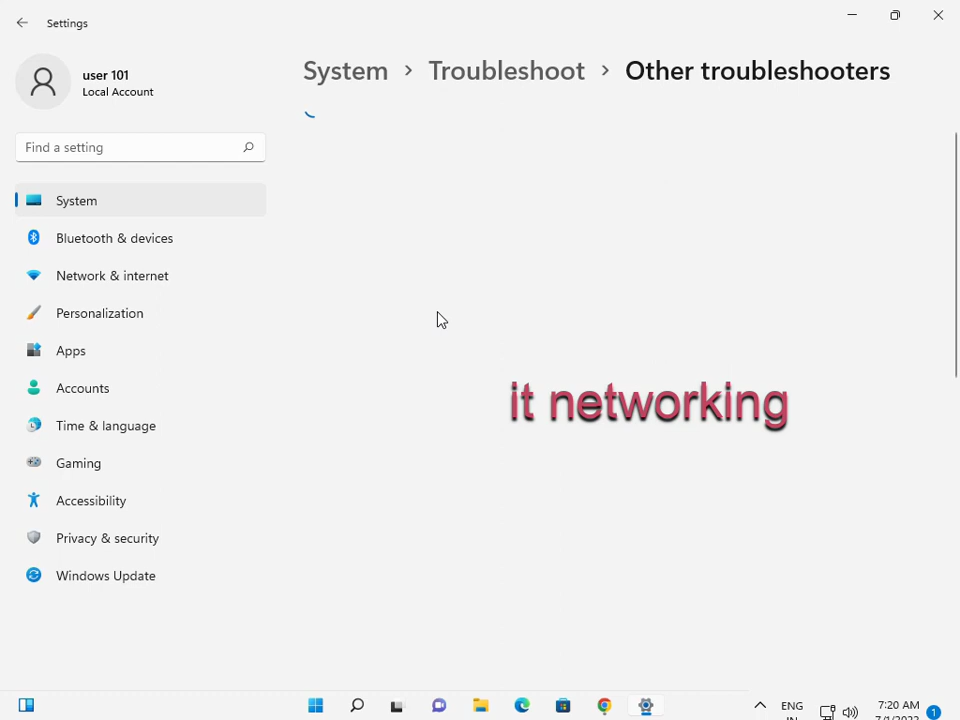 Settings
user 101
Local Account
Find a setting
System
Bluetooth & devices
Network & internet
Personalization
Apps
Accounts
Time & language
Gaming
Accessibility
Privacy & security
Windows Update
System > Troubleshoot > Other troubleshooters
it networking
ENG
IN
7:20 AM
7/1/2022
1